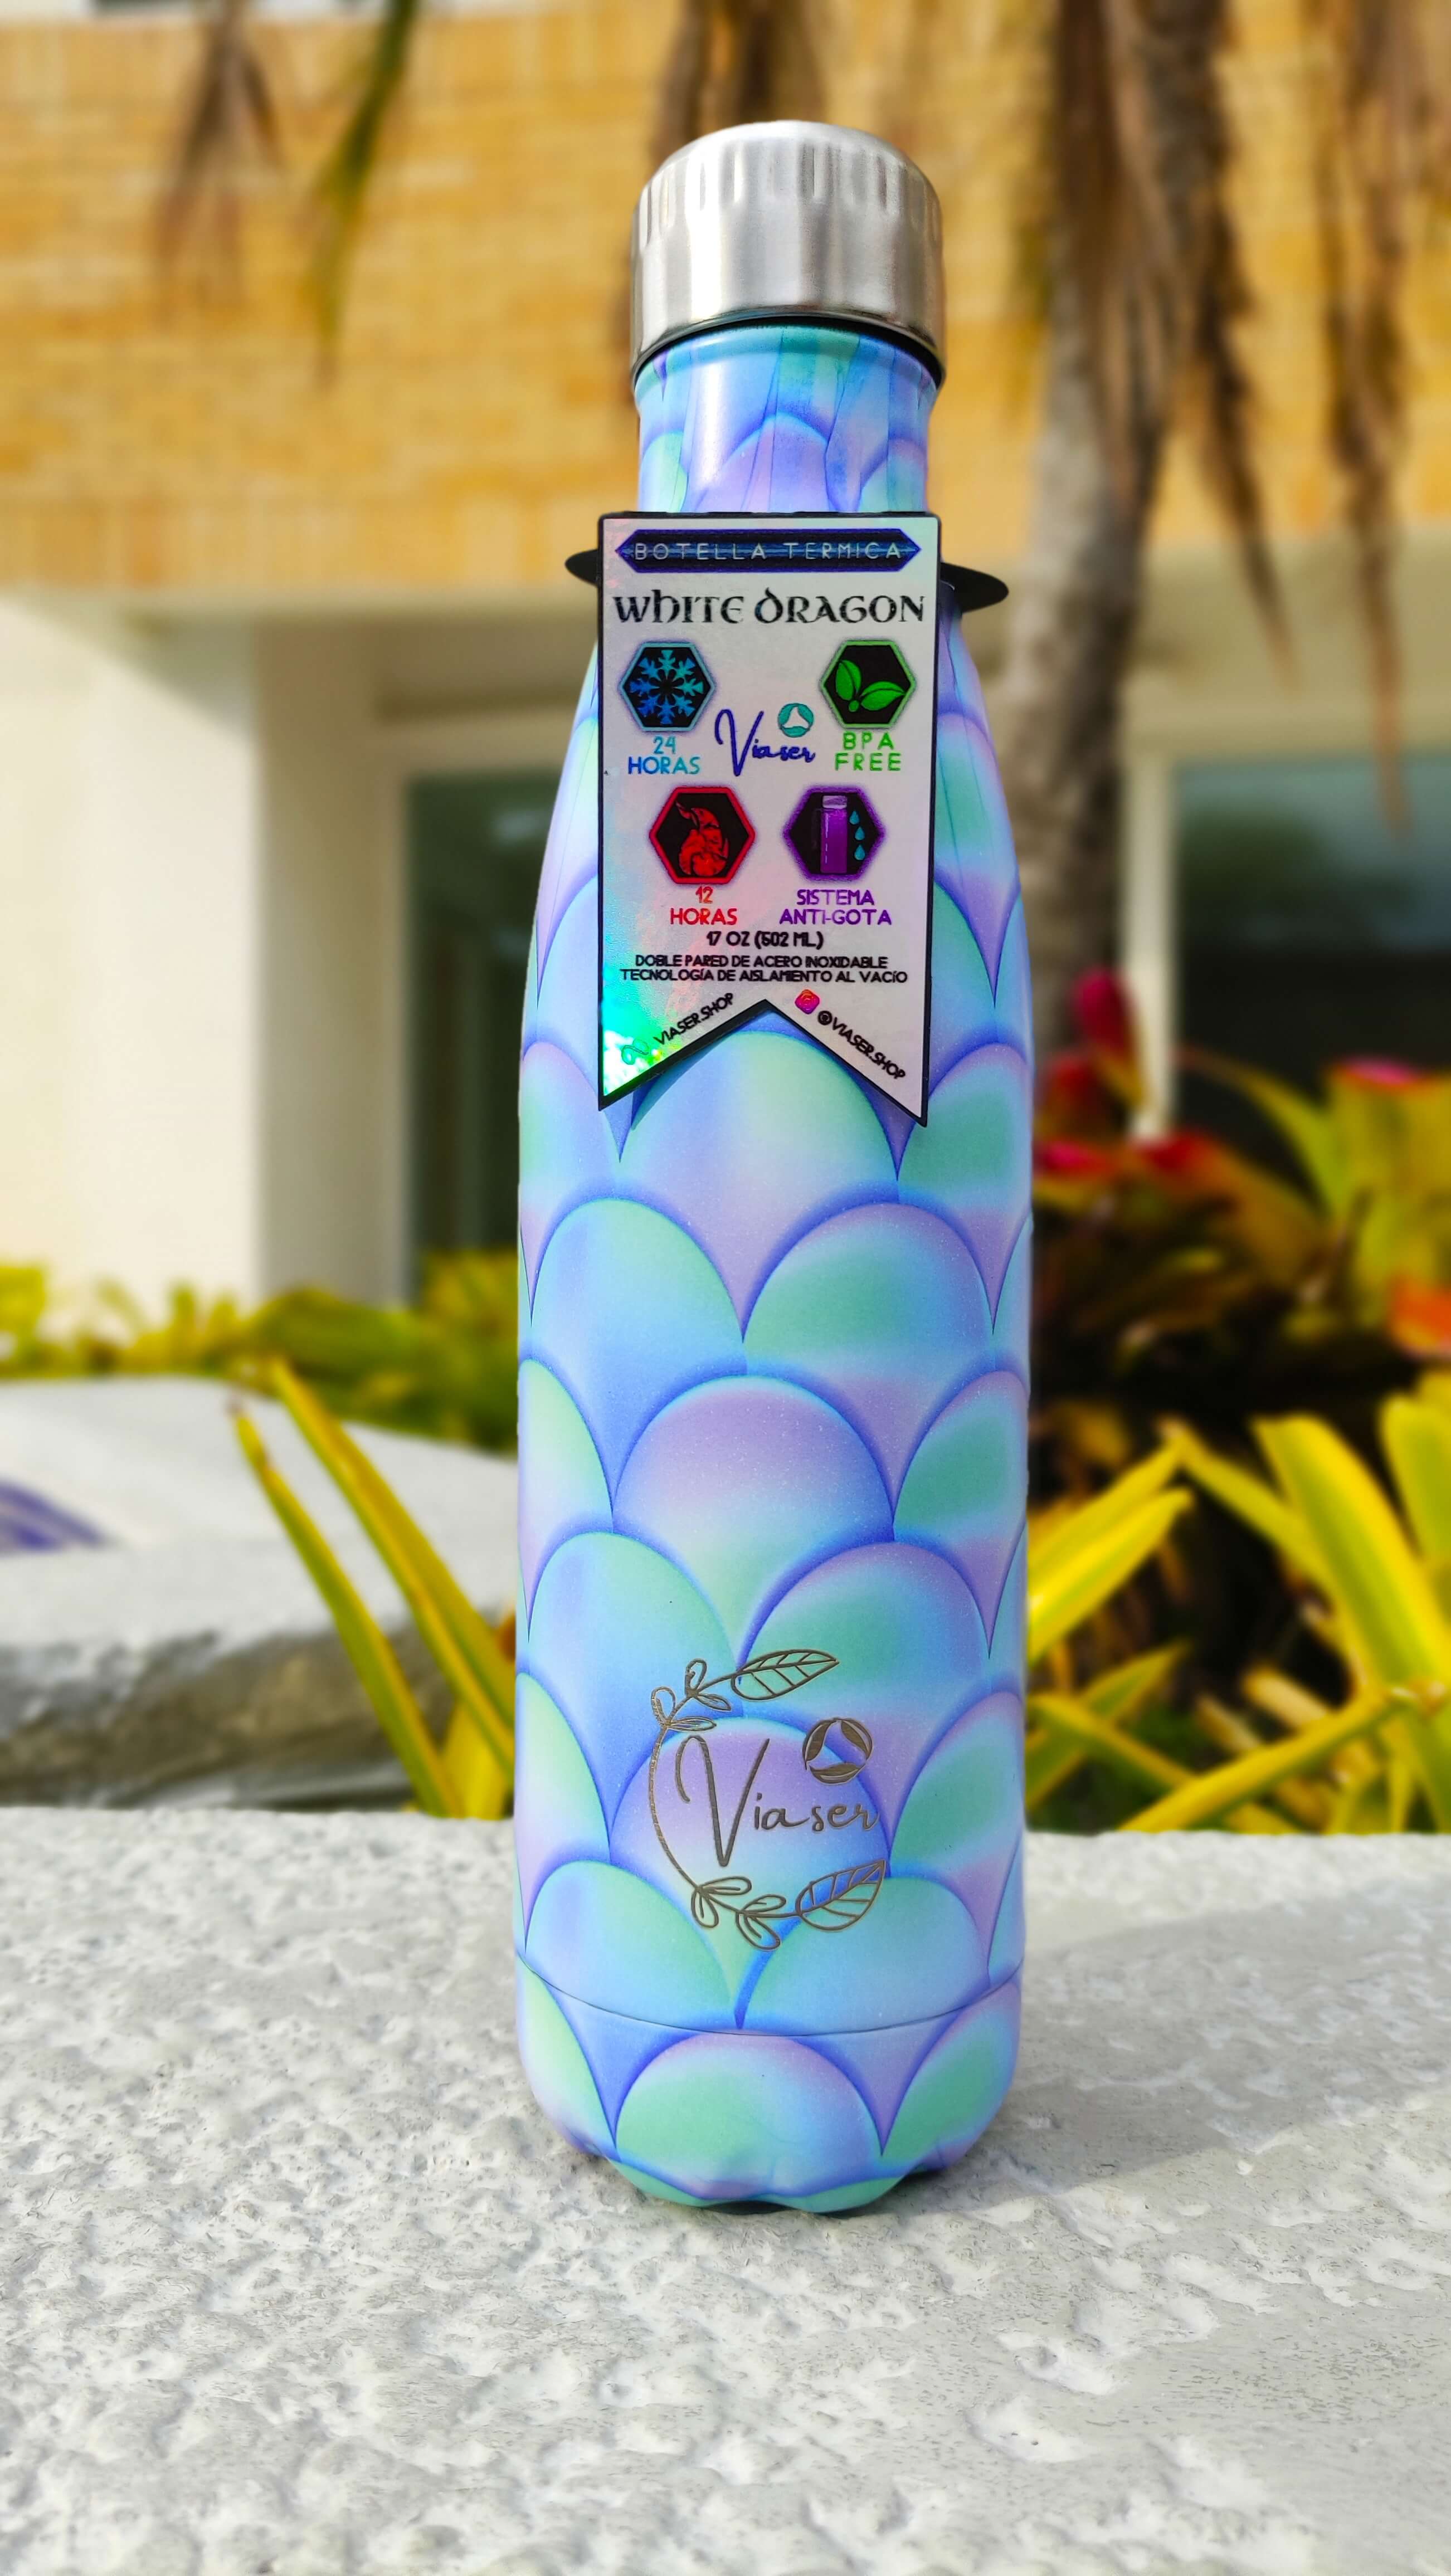 BOTELLA TERMICA
WHITE DRAGON
24
HORAS
Viaser
BPA
FREE
12
HORAS
SISTEMA
ANTI-GOTA
17 OZ (502 ML)
DOBLE PARED DE ACERO INOXIDABLE
TECNOLOGÍA DE AISLAMIENTO AL VACÍO
VIASER.SHOP
@VIASER.SHOP
Viaser